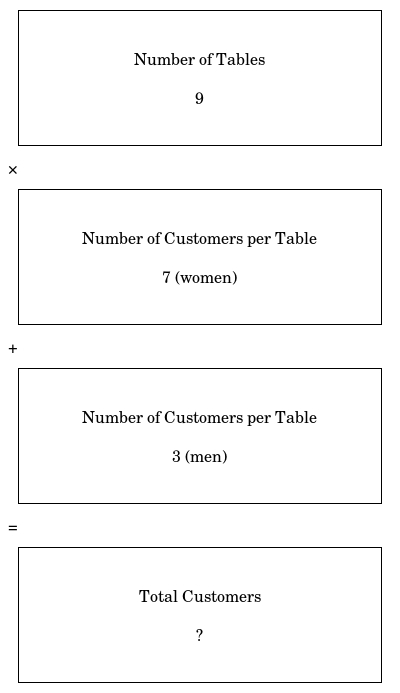 Number of Tables
9
×
Number of Customers per Table
7 (women)
+
Number of Customers per Table
3 (men)
=
Total Customers
?